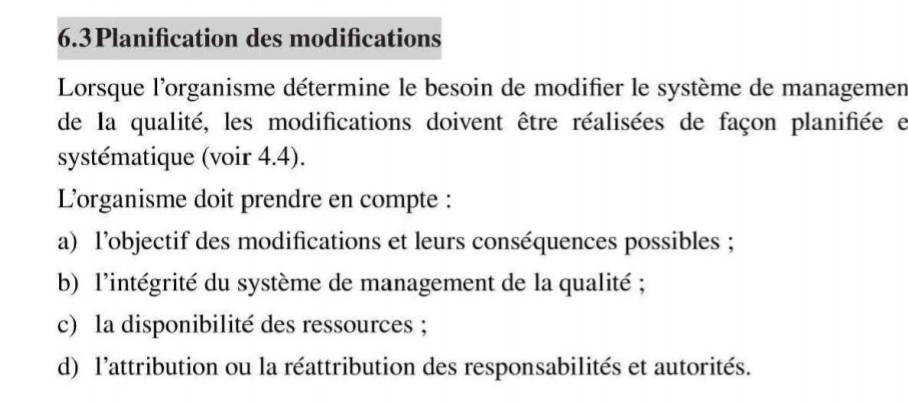 6.3 Planification des modifications
Lorsque l'organisme détermine le besoin de modifier le système de managemen
de la qualité, les modifications doivent être réalisées de façon planifiée e
systématique (voir 4.4).
L'organisme doit prendre en compte :
a) l'objectif des modifications et leurs conséquences possibles ;
b) l'intégrité du système de management de la qualité ;
c) la disponibilité des ressources ;
d) l'attribution ou la réattribution des responsabilités et autorités.